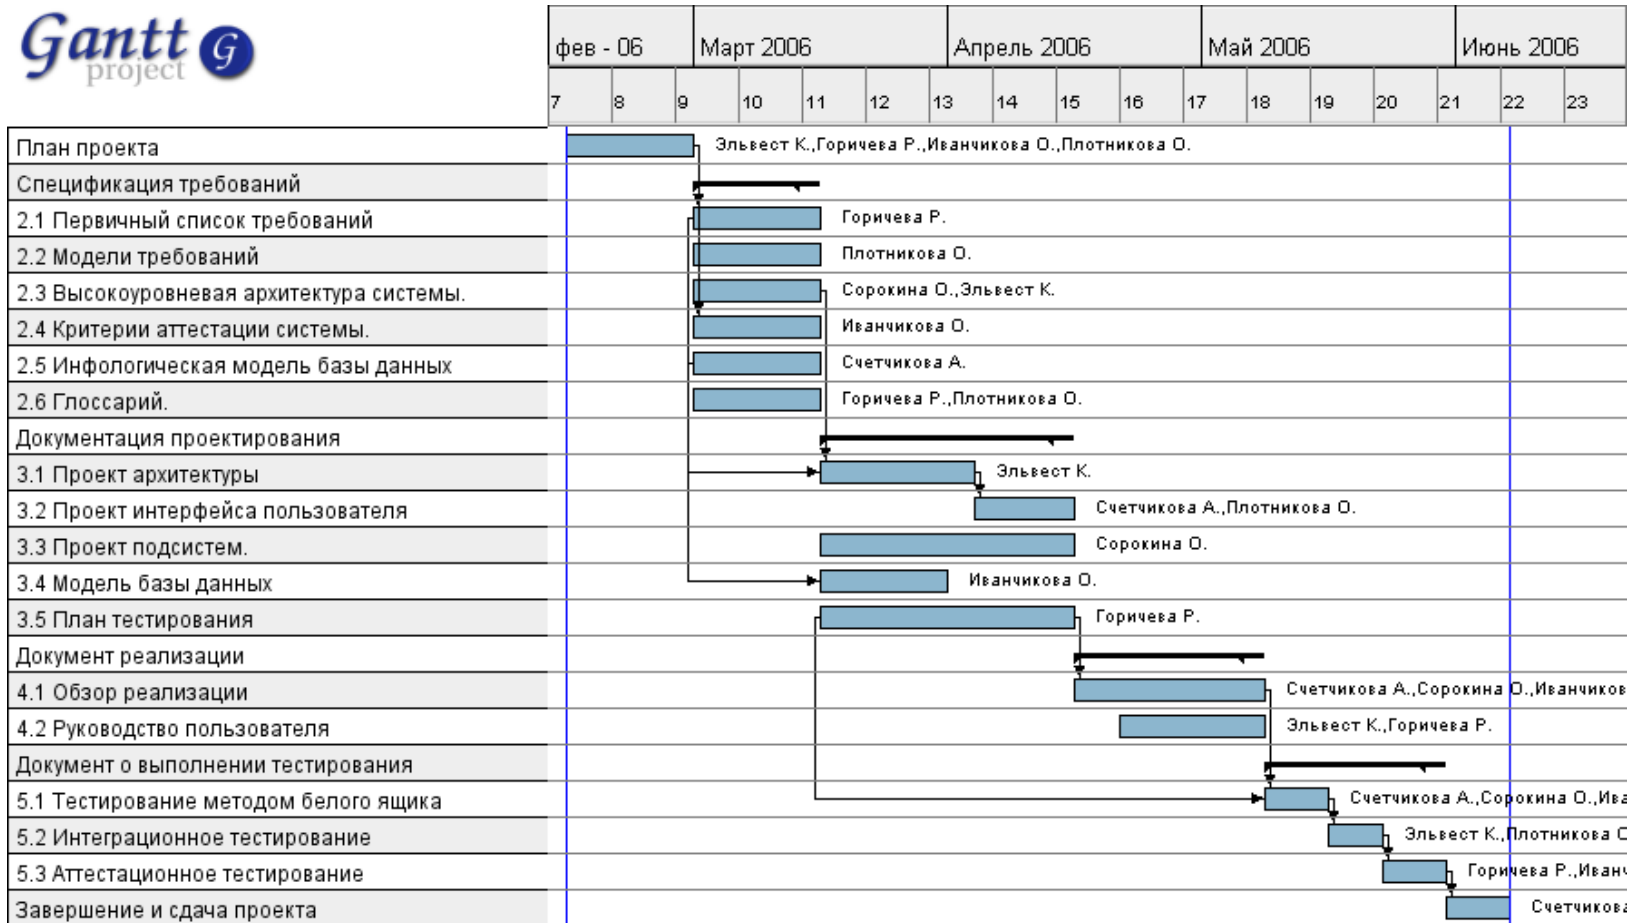 Gantt G
project
фев - 06 Март 2006 Апрель 2006 Май 2006 Июнь 2006
7 8 9 10 11 12 13 14 15 16 17 18 19 20 21 22 23
План проекта Эльвест К.,Горичева Р.,Иванчикова О.,Плотникова О.
Спецификация требований
2.1 Первичный список требований Горичева Р.
2.2 Модели требований Плотникова О.
2.3 Высокоуровневая архитектура системы. Сорокина О.,Эльвест К.
2.4 Критерии аттестации системы. Иванчикова О.
2.5 Инфологическая модель базы данных Счетчикова А.
2.6 Глоссарий. Горичева Р.,Плотникова О.
Документация проектирования
3.1 Проект архитектуры Эльвест К.
3.2 Проект интерфейса пользователя Счетчикова А.,Плотникова О.
3.3 Проект подсистем. Сорокина О.
3.4 Модель базы данных Иванчикова О.
3.5 План тестирования Горичева Р.
Документ реализации
4.1 Обзор реализации Счетчикова А.,Сорокина О.,Иванчиков
4.2 Руководство пользователя Эльвест К.,Горичева Р.
Документ о выполнении тестирования
5.1 Тестирование методом белого ящика Счетчикова А.,Сорокина О.,Ива
5.2 Интеграционное тестирование Эльвест К.,Плотникова О
5.3 Аттестационное тестирование Горичева Р.,Иванч
Завершение и сдача проекта Счетчикова